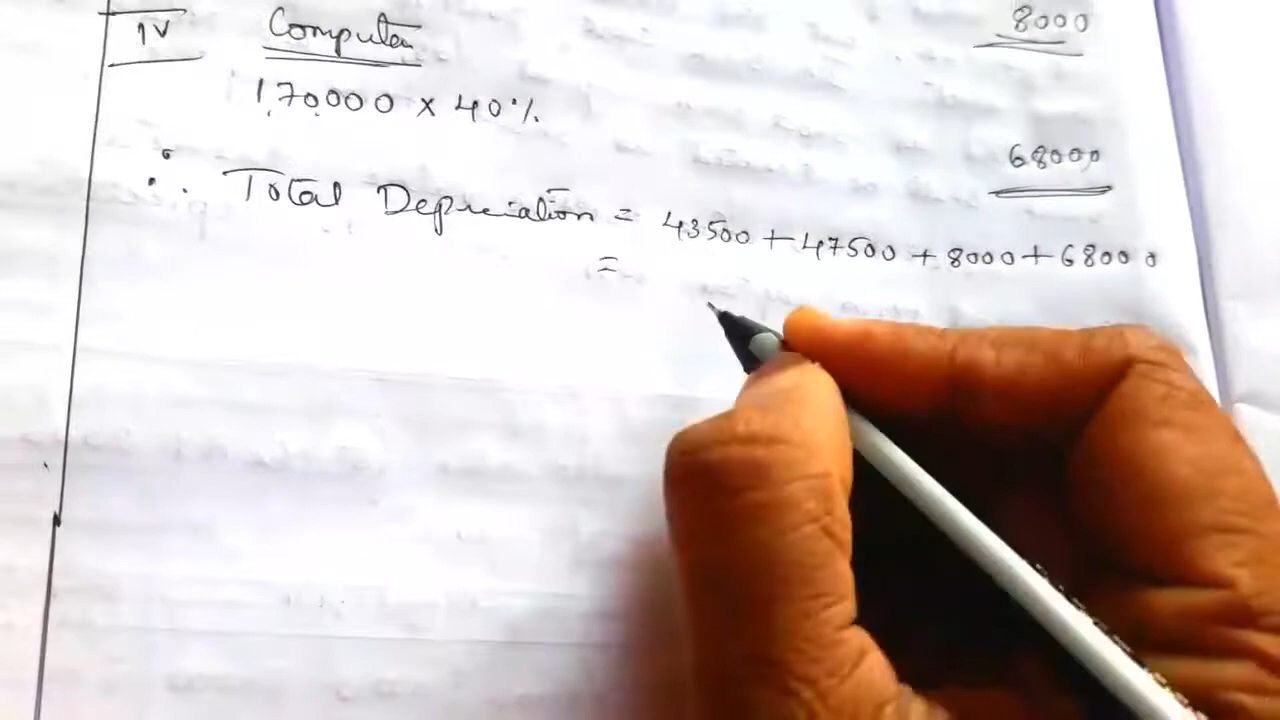 8000
IV Computer
1,70,000 × 40%
68000
∴ Total Depreciation = 43500 + 47500 + 8000 + 68000
=